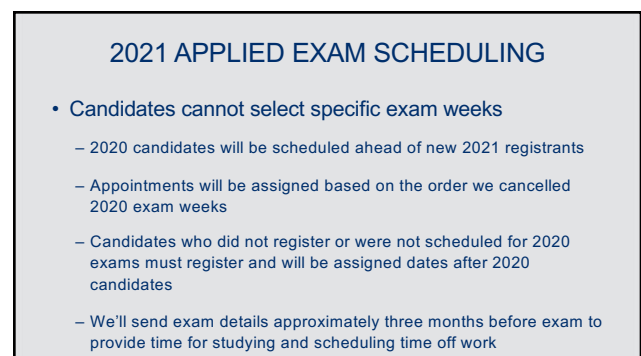 2021 APPLIED EXAM SCHEDULING
• Candidates cannot select specific exam weeks
– 2020 candidates will be scheduled ahead of new 2021 registrants
– Appointments will be assigned based on the order we cancelled
2020 exam weeks
– Candidates who did not register or were not scheduled for 2020
exams must register and will be assigned dates after 2020
candidates
– We'll send exam details approximately three months before exam to
provide time for studying and scheduling time off work